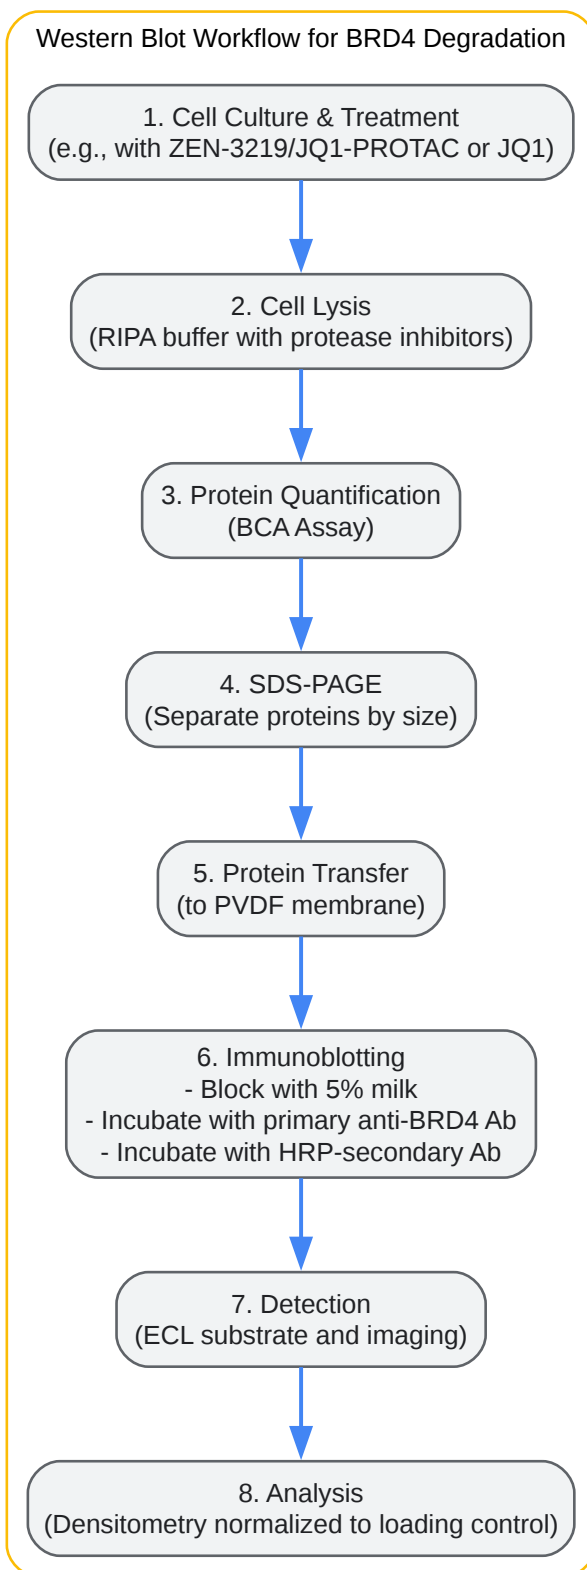 Western Blot Workflow for BRD4 Degradation
1. Cell Culture & Treatment
(e.g., with ZEN-3219/JQ1-PROTAC or JQ1)
2. Cell Lysis
(RIPA buffer with protease inhibitors)
3. Protein Quantification
(BCA Assay)
4. SDS-PAGE
(Separate proteins by size)
5. Protein Transfer
(to PVDF membrane)
6. Immunoblotting
- Block with 5% milk
- Incubate with primary anti-BRD4 Ab
- Incubate with HRP-secondary Ab
7. Detection
(ECL substrate and imaging)
8. Analysis
(Densitometry normalized to loading control)